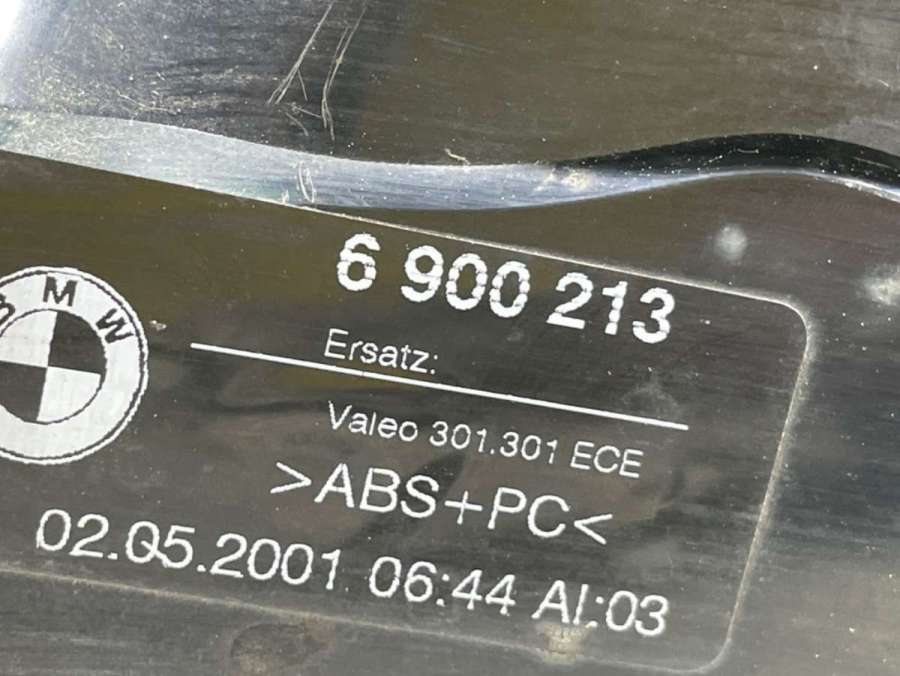 BMW
6 900 213
Ersatz:
Valeo 301.301 ECE
>ABS+PC<
02.05.2001 06:44 AI:03